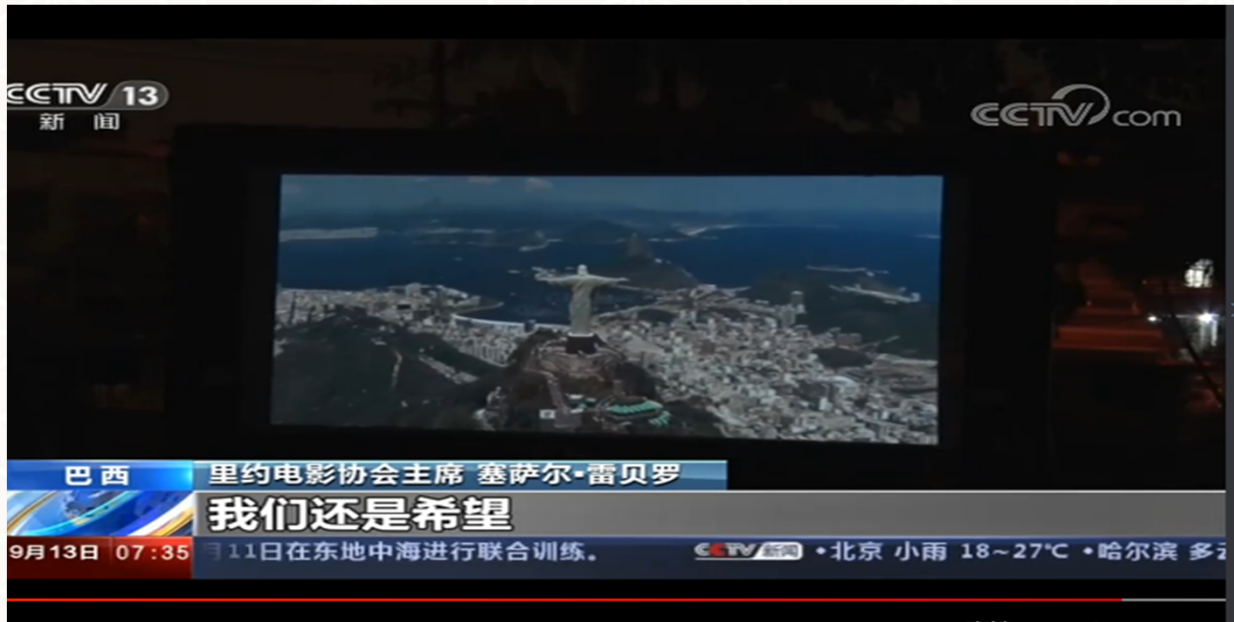 CCTV 13
新闻
CCTV.com
巴西
里约电影协会主席 塞萨尔·雷贝罗
我们还是希望
9月13日 07:35
月11日在东地中海进行联合训练。 CCTV新闻 •北京 小雨 18~27℃ •哈尔滨 多云